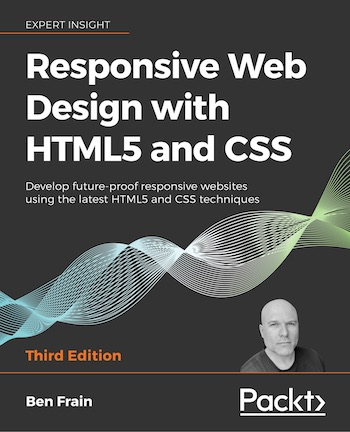 EXPERT INSIGHT
Responsive Web
Design with
HTML5 and CSS
Develop future-proof responsive websites
using the latest HTML5 and CSS techniques
Third Edition
Ben Frain
Packt>